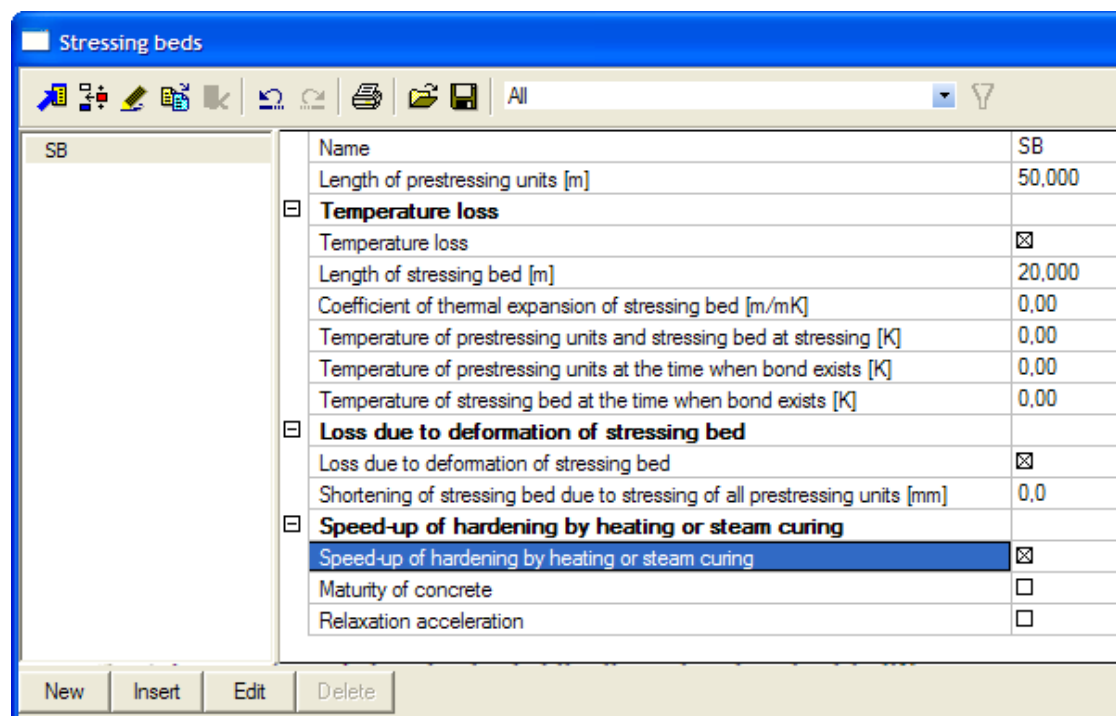 Stressing beds
All
SB
Name SB
Length of prestressing units [m] 50,000
Temperature loss
Temperature loss
Length of stressing bed [m] 20,000
Coefficient of thermal expansion of stressing bed [m/mK] 0,00
Temperature of prestressing units and stressing bed at stressing [K] 0,00
Temperature of prestressing units at the time when bond exists [K] 0,00
Temperature of stressing bed at the time when bond exists [K] 0,00
Loss due to deformation of stressing bed
Loss due to deformation of stressing bed
Shortening of stressing bed due to stressing of all prestressing units [mm] 0,0
Speed-up of hardening by heating or steam curing
Speed-up of hardening by heating or steam curing
Maturity of concrete
Relaxation acceleration
New Insert Edit Delete